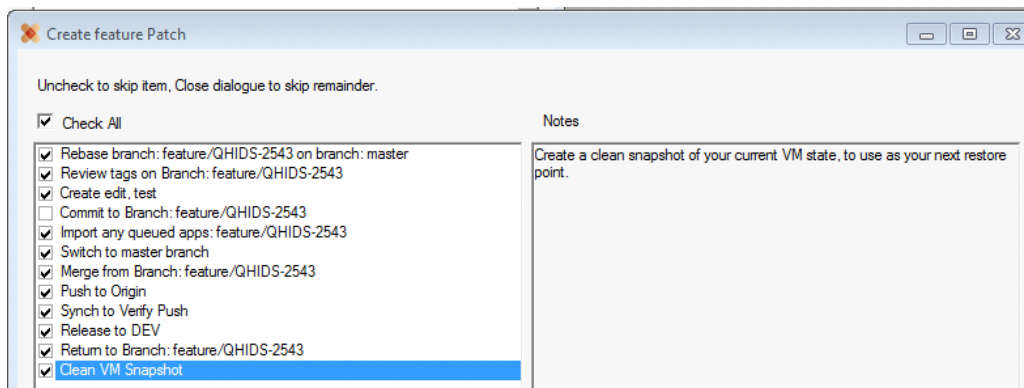 Create feature Patch
Uncheck to skip item, Close dialogue to skip remainder.
Check All
Notes
Rebase branch: feature/QHIDS-2543 on branch: master
Review tags on Branch: feature/QHIDS-2543
Create edit, test
Commit to Branch: feature/QHIDS-2543
Import any queued apps: feature/QHIDS-2543
Switch to master branch
Merge from Branch: feature/QHIDS-2543
Push to Origin
Synch to Verify Push
Release to DEV
Return to Branch: feature/QHIDS-2543
Clean VM Snapshot
Create a clean snapshot of your current VM state, to use as your next restore
point.